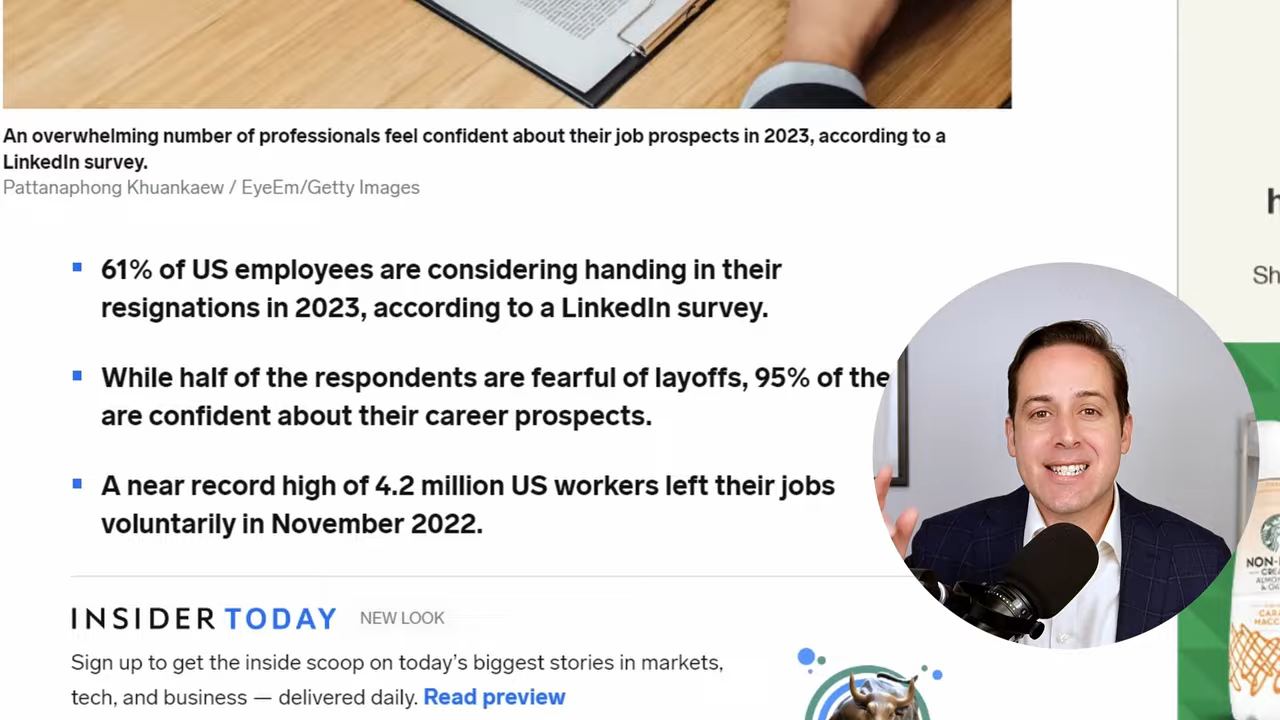 An overwhelming number of professionals feel confident about their job prospects in 2023, according to a
LinkedIn survey.
Pattanaphong Khuankaew / EyeEm/Getty Images
61% of US employees are considering handing in their
resignations in 2023, according to a LinkedIn survey.
While half of the respondents are fearful of layoffs, 95% of the
are confident about their career prospects.
A near record high of 4.2 million US workers left their jobs
voluntarily in November 2022.
INSIDER TODAY NEW LOOK
Sign up to get the inside scoop on today's biggest stories in markets,
tech, and business — delivered daily. Read preview
h
Sh